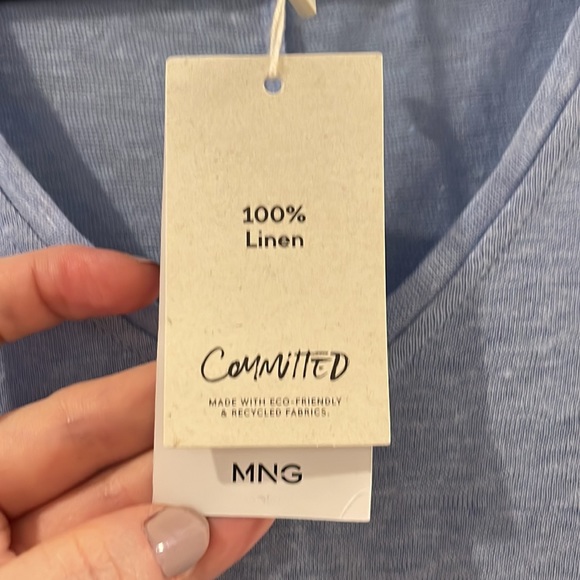 100%
Linen
COMMITTED
MADE WITH ECO-FRIENDLY
& RECYCLED FABRICS.
MNG